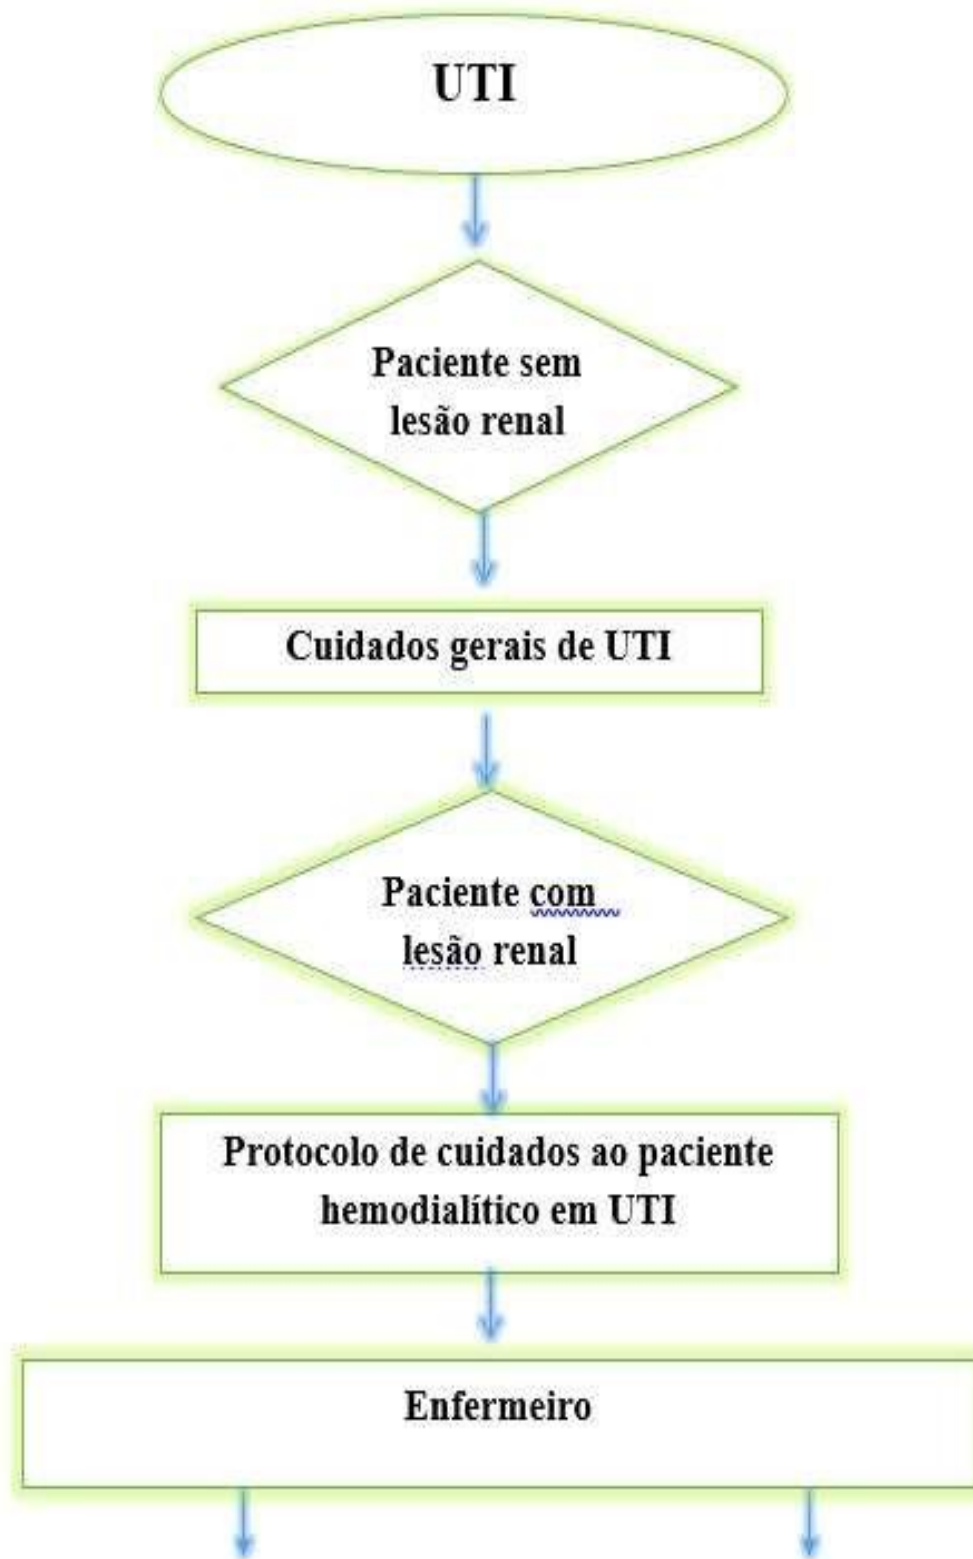 UTI
Paciente sem
lesão renal
Cuidados gerais de UTI
Paciente com
lesão renal
Protocolo de cuidados ao paciente
hemodialítico em UTI
Enfermeiro